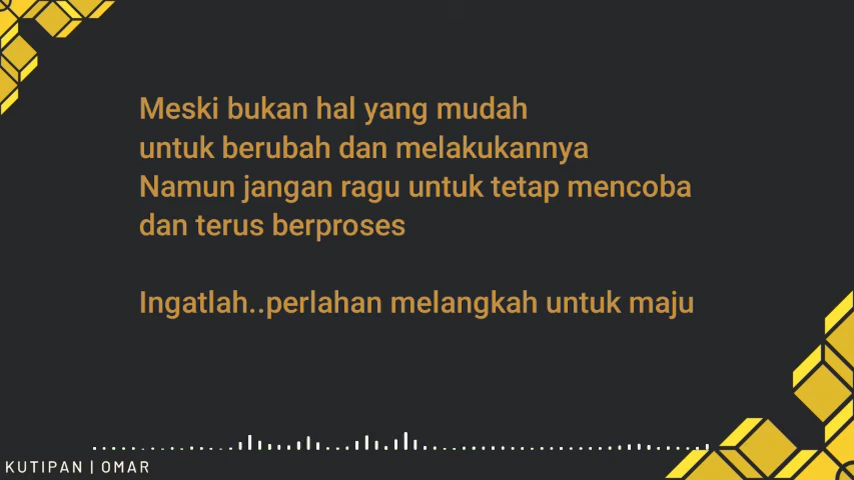 Meski bukan hal yang mudah
untuk berubah dan melakukannya
Namun jangan ragu untuk tetap mencoba
dan terus berproses
Ingatlah..perlahan melangkah untuk maju
KUTIPAN | OMAR